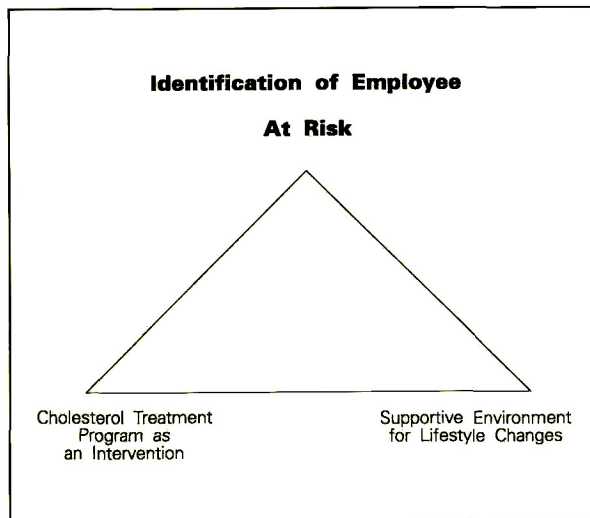 Identification of Employee
At Risk
Cholesterol Treatment
Program as
an Intervention
Supportive Environment
for Lifestyle Changes